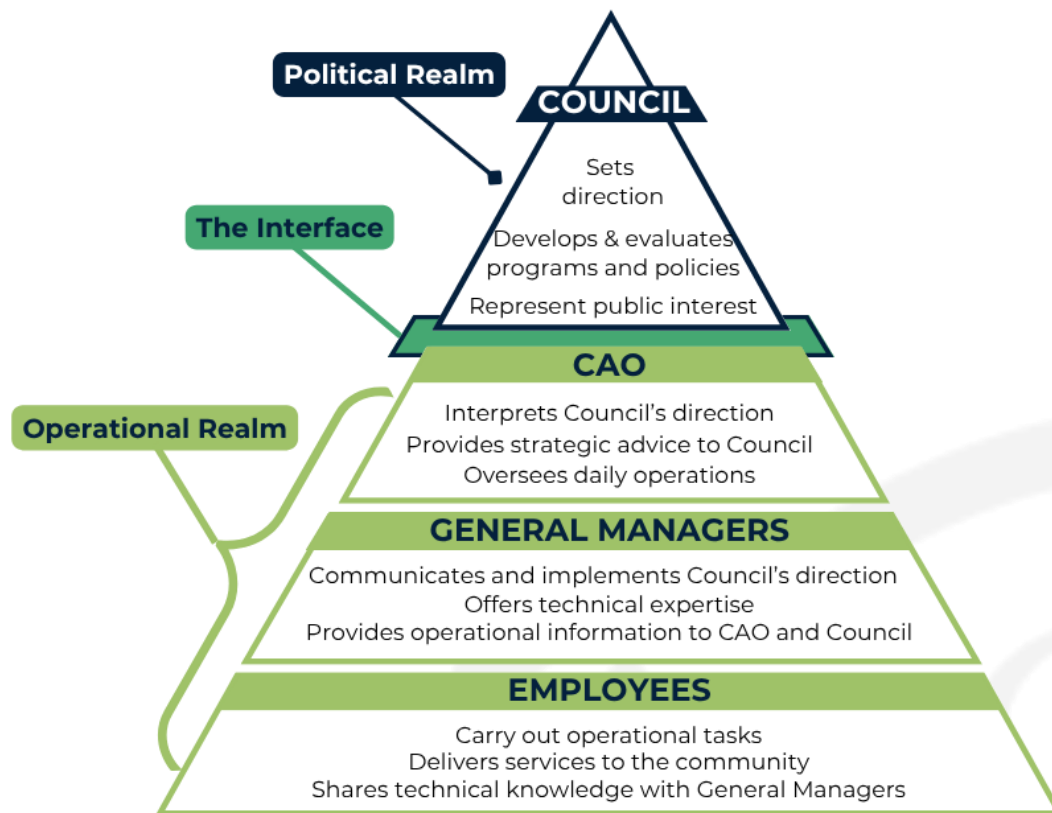 Political Realm
COUNCIL
Sets
direction
The Interface
Develops & evaluates
programs and policies
Represent public interest
CAO
Interprets Council’s direction
Operational Realm
Provides strategic advice to Council
Oversees daily operations
GENERAL MANAGERS
Communicates and implements Council’s direction
Offers technical expertise
Provides operational information to CAO and Council
EMPLOYEES
Carry out operational tasks
Delivers services to the community
Shares technical knowledge with General Managers